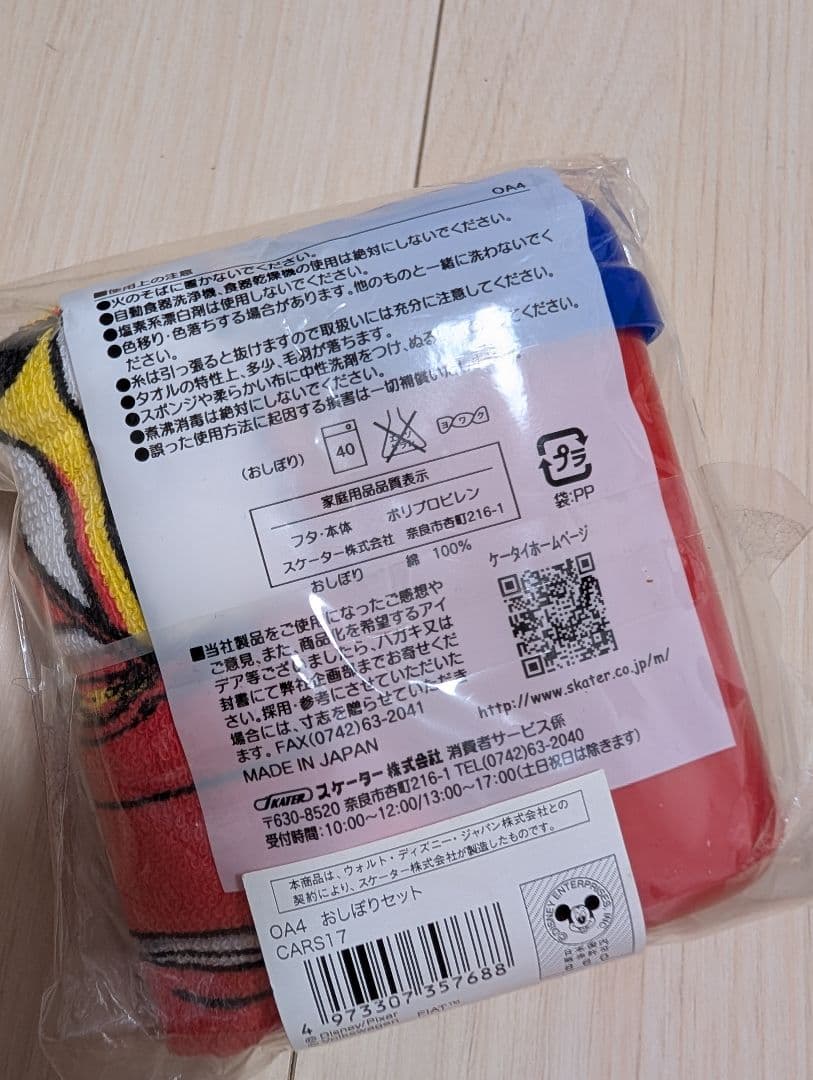 OA4
■使用上の注意
●火のそばに置かないでください。
●自動食器洗浄機、食器乾燥機の使用は絶対にしないでください。
●塩素系漂白剤は使用しないでください。
●色移り・色落ちする場合があります。他のものと一緒に洗わないでく
ださい。
●糸は引っ張ると抜けますので取扱いには充分に注意してください。
●タオルの特性上、多少、毛羽が落ちます。
●スポンジや柔らかい布に中性洗剤をつけ、ぬる てください。
●煮沸消毒は絶対にしないでください。
●誤った使用方法に起因する損害は一切補償い
(おしぼり)
40
ヨワク
家庭用品品質表示
フタ・本体 ポリプロピレン
スケーター株式会社 奈良市杏町216-1
おしぼり 綿 100%
プラ
袋:PP
ケータイホームページ
http://www.skater.co.jp/m/
■当社製品をご使用になったご感想や
ご意見、また、商品化を希望するアイ
デア等ございましたら、ハガキ又は
封書にて弊社企画部までお寄せくだ
さい。採用・参考にさせていただいた
場合には、寸志を贈らせていただき
ます。FAX(0742)63-2041
MADE IN JAPAN
SKATER スケーター株式会社 消費者サービス係
〒630-8520 奈良市杏町216-1 TEL(0742)63-2040
受付時間:10:00~12:00/13:00~17:00(土日祝日は除きます)
本商品は、ウォルト・ディズニー・ジャパン株式会社との
契約により、スケーター株式会社が製造したものです。
OA4 おしぼりセット
CARS17
4 973307 357688
© Disney/Pixar
© Volkswagen FIAT™
©DISNEY ENTERPRISES, INC.
日本国内